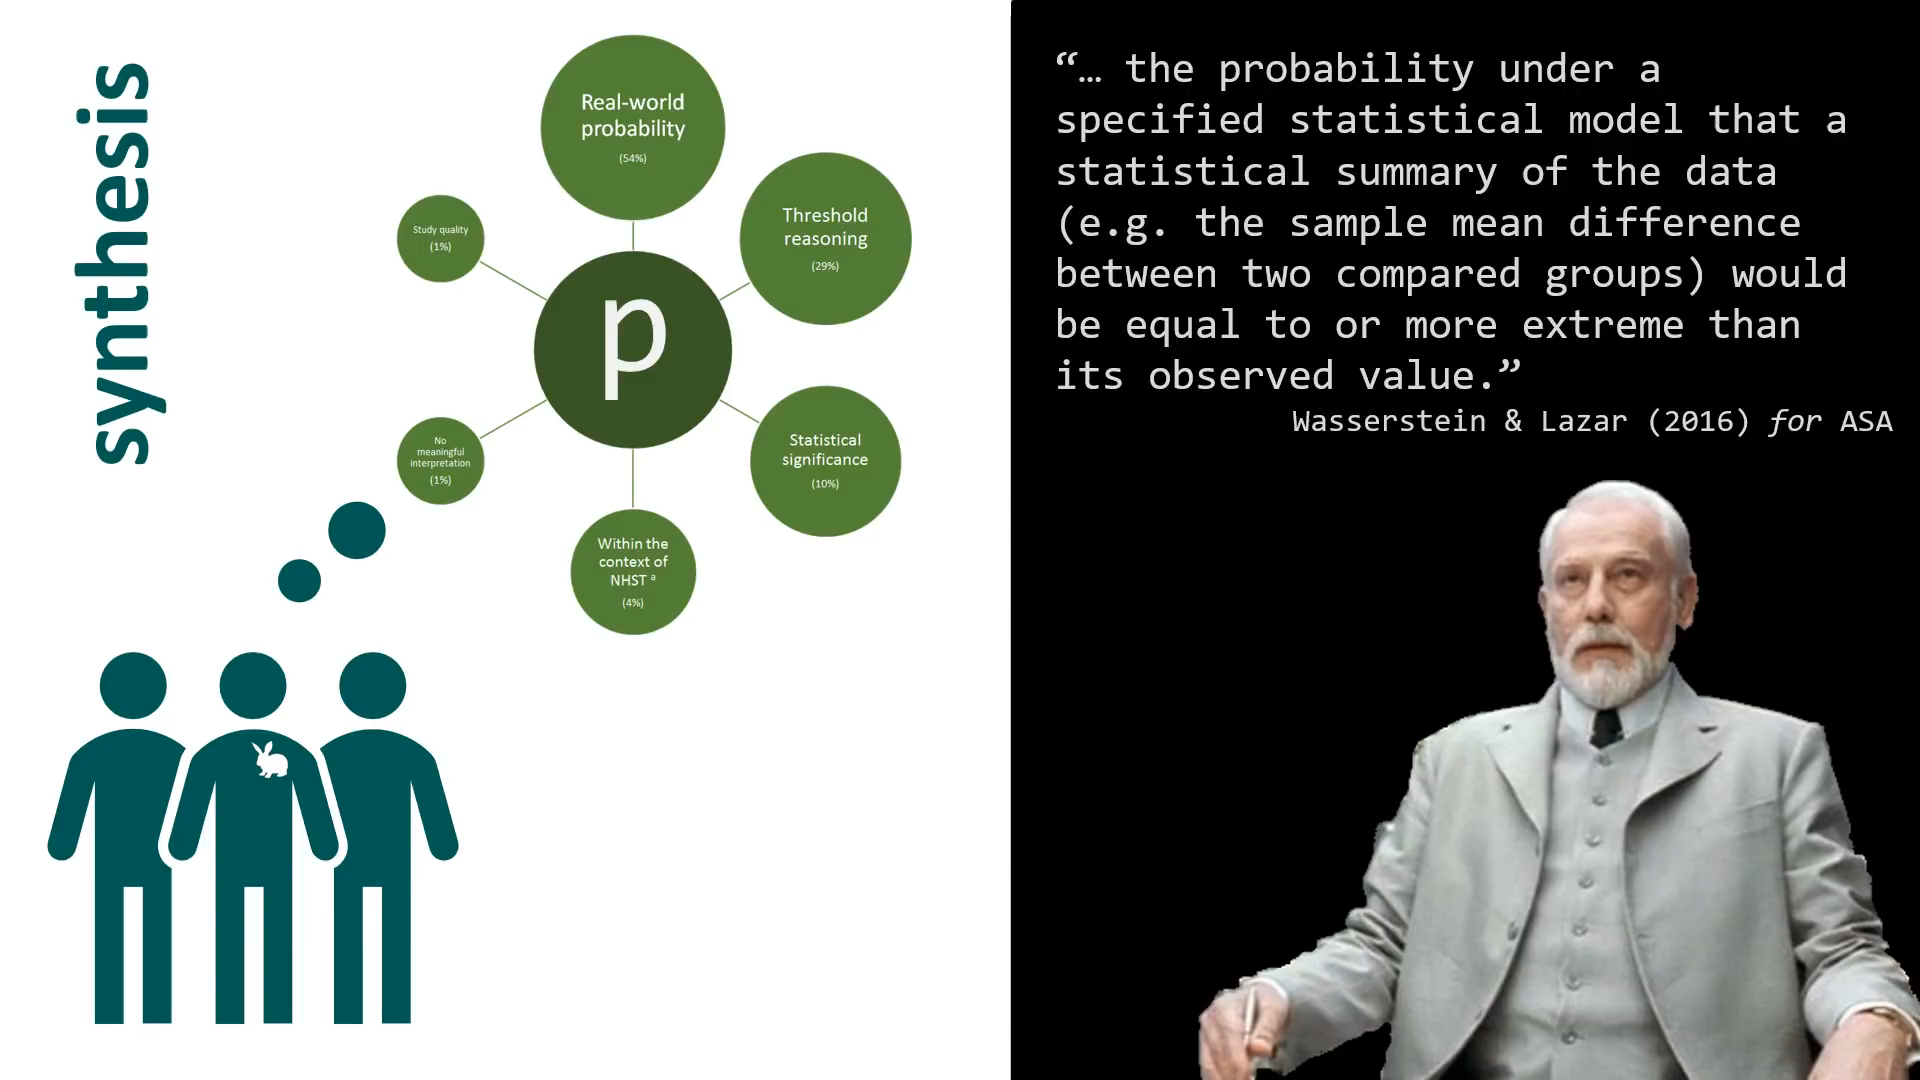 synthesis
Real-world
probability
(54%)
Threshold
reasoning
(29%)
Statistical
significance
(10%)
Within the
context of
NHST ᵃ
(4%)
No
meaningful
interpretation
(1%)
Study quality
(1%)
p
“… the probability under a
specified statistical model that a
statistical summary of the data
(e.g. the sample mean difference
between two compared groups) would
be equal to or more extreme than
its observed value.”
Wasserstein & Lazar (2016) for ASA